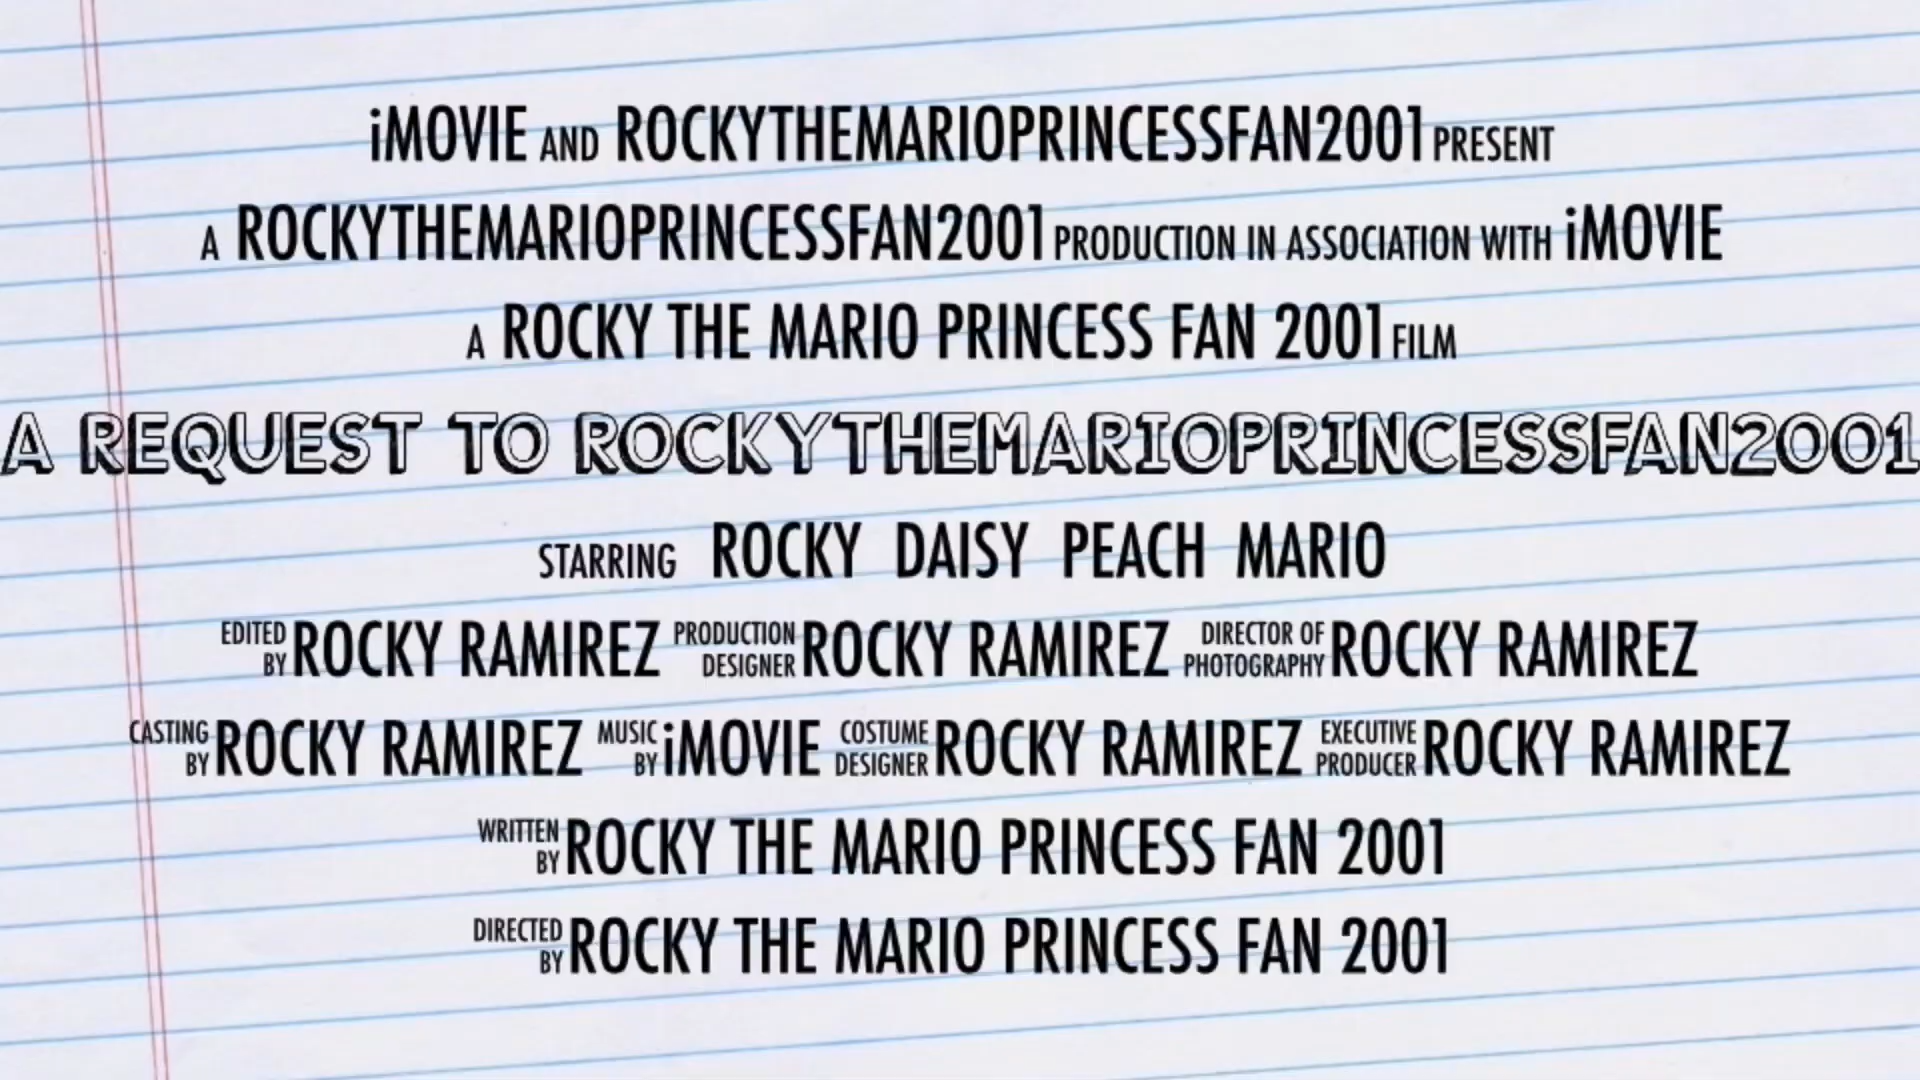 iMOVIE AND ROCKYTHEMARIOPRINCESSFAN2001 PRESENT
A ROCKYTHEMARIOPRINCESSFAN2001 PRODUCTION IN ASSOCIATION WITH iMOVIE
A ROCKY THE MARIO PRINCESS FAN 2001 FILM
A REQUEST TO ROCKYTHEMARIOPRINCESSFAN2001
STARRING ROCKY DAISY PEACH MARIO
EDITED BY ROCKY RAMIREZ PRODUCTION DESIGNER ROCKY RAMIREZ DIRECTOR OF PHOTOGRAPHY ROCKY RAMIREZ
CASTING BY ROCKY RAMIREZ MUSIC BY iMOVIE COSTUME DESIGNER ROCKY RAMIREZ EXECUTIVE PRODUCER ROCKY RAMIREZ
WRITTEN BY ROCKY THE MARIO PRINCESS FAN 2001
DIRECTED BY ROCKY THE MARIO PRINCESS FAN 2001